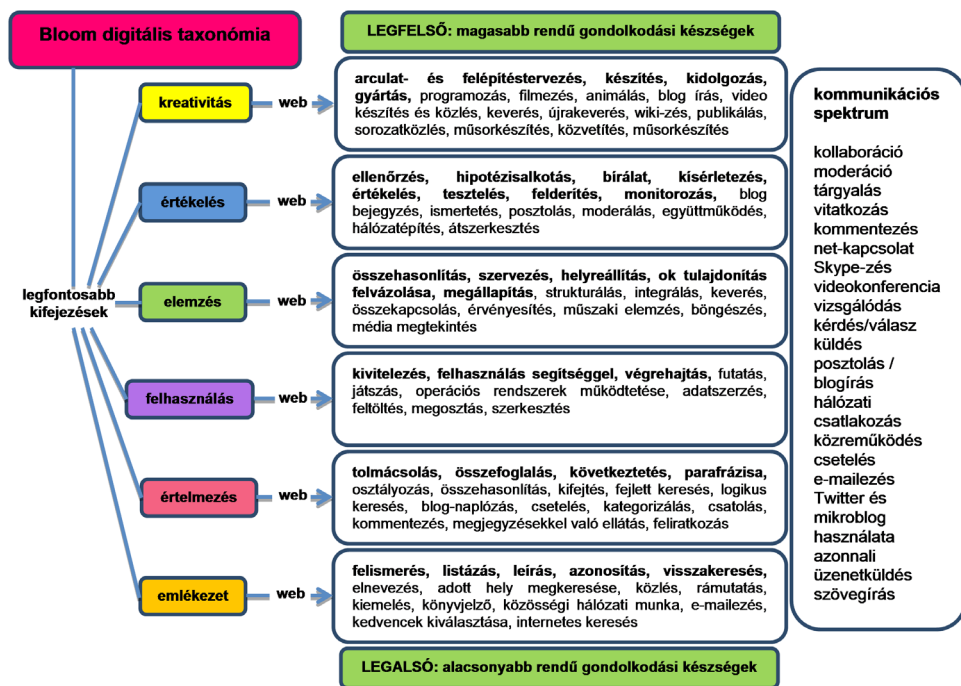 Bloom digitális taxonómia
LEGFELSŐ: magasabb rendű gondolkodási készségek
legfontosabb
kifejezések
kreativitás
web
arculat- és felépítéstervezés, készítés, kidolgozás,
gyártás, programozás, filmezés, animálás, blog írás, video
készítés és közlés, keverés, újrakeverés, wiki-zés, publikálás,
sorozatközlés, műsorkészítés, közvetítés, műsorkészítés
értékelés
web
ellenőrzés, hipotézisalkotás, bírálat, kísérletezés,
értékelés, tesztelés, felderítés, monitorozás, blog
bejegyzés, ismertetés, posztolás, moderálás, együttműködés,
hálózatépítés, átszerkesztés
elemzés
web
összehasonlítás, szervezés, helyreállítás, ok tulajdonítás
felvázolása, megállapítás, strukturálás, integrálás, keverés,
összekapcsolás, érvényesítés, műszaki elemzés, böngészés,
média megtekintés
felhasználás
web
kivitelezés, felhasználás segítséggel, végrehajtás, futatás,
játszás, operációs rendszerek működtetése, adatszerzés,
feltöltés, megosztás, szerkesztés
értelmezés
web
tolmácsolás, összefoglalás, következtetés, parafrázisa,
osztályozás, összehasonlítás, kifejtés, fejlett keresés, logikus
keresés, blog-naplózás, csetelés, kategorizálás, csatolás,
kommentezés, megjegyzésekkel való ellátás, feliratkozás
emlékezet
web
felismerés, listázás, leírás, azonosítás, visszakeresés,
elnevezés, adott hely megkeresése, közlés, rámutatás,
kiemelés, könyvjelző, közösségi hálózati munka, e-mailezés,
kedvencek kiválasztása, internetes keresés
LEGALSÓ: alacsonyabb rendű gondolkodási készségek
kommunikációs
spektrum
kollaboráció
moderáció
tárgyalás
vitatkozás
kommentezés
net-kapcsolat
Skype-zés
videokonferencia
vizsgálódás
kérdés/válasz
küldés
posztolás /
blogírás
hálózati
csatlakozás
közreműködés
csetelés
e-mailezés
Twitter és
mikroblog
használata
azonnali
üzenetküldés
szövegírás